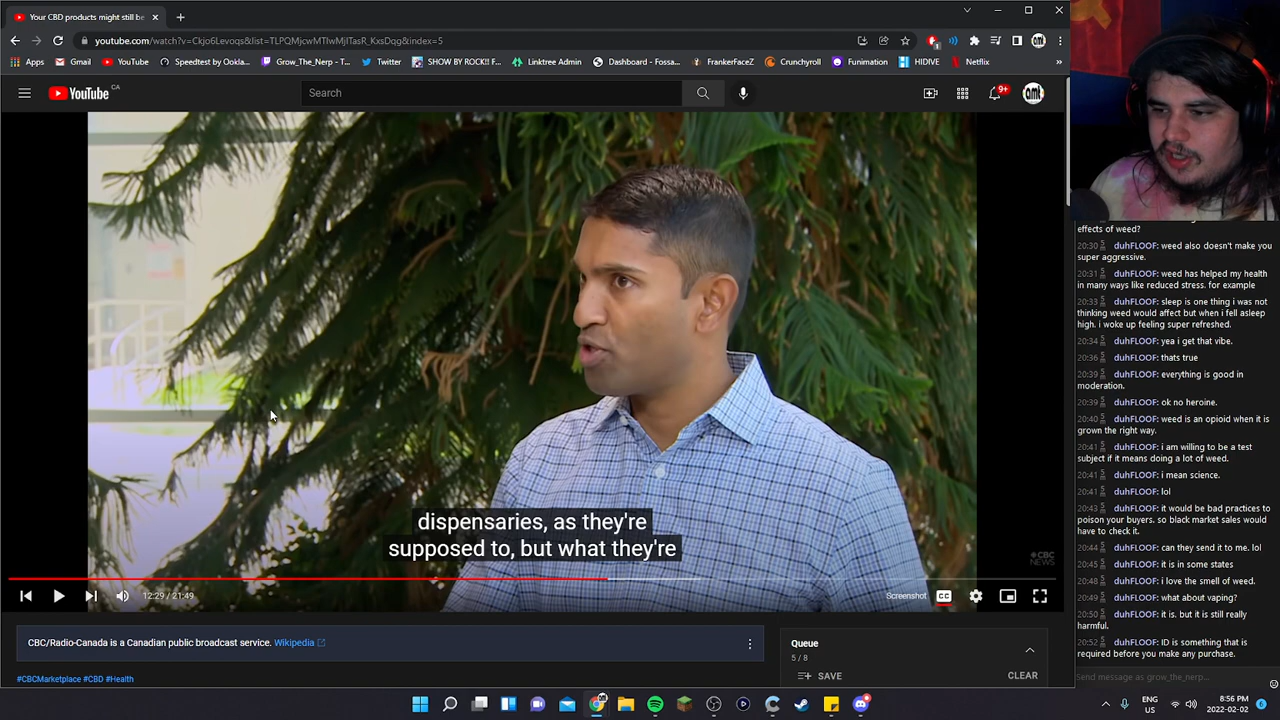 Your CBD products might still be
youtube.com/watch?v=Ckjo6Levoqs&list=TLPQMjcwMTIwMjITasR_KxsDqg&index=5
Apps
Gmail
YouTube
Speedtest by Ookla...
Grow_The_Nerp - T...
Twitter
SHOW BY ROCK!! F...
Linktree Admin
Dashboard - Fossa...
FrankerFaceZ
Crunchyroll
Funimation
HIDIVE
Netflix
YouTube CA
Search
9+
amt
dispensaries, as they're
supposed to, but what they're
CBC
NEWS
12:29 / 21:49
Screenshot
CC
CBC/Radio-Canada is a Canadian public broadcast service. Wikipedia
Queue
5 / 8
SAVE
CLEAR
#CBCMarketplace #CBD #Health
effects of weed?
20:30 duhFLOOF: weed also doesn't make you
super aggressive.
20:31 duhFLOOF: weed has helped my health
in many ways like reduced stress. for example
20:33 duhFLOOF: sleep is one thing i was not
thinking weed would affect but when i fell asleep
high. i woke up feeling super refreshed.
20:34 duhFLOOF: yea i get that vibe.
20:36 duhFLOOF: thats true
20:39 duhFLOOF: everything is good in
moderation.
20:39 duhFLOOF: ok no heroine.
20:40 duhFLOOF: weed is an opioid when it is
grown the right way.
20:41 duhFLOOF: i am willing to be a test
subject if it means doing a lot of weed.
20:41 duhFLOOF: i mean science.
20:41 duhFLOOF: lol
20:43 duhFLOOF: it would be bad practices to
poison your buyers. so black market sales would
have to check it.
20:44 duhFLOOF: can they send it to me. lol
20:45 duhFLOOF: it is in some states
20:48 duhFLOOF: i love the smell of weed.
20:49 duhFLOOF: what about vaping?
20:50 duhFLOOF: it is. but it is still really
harmful.
20:52 duhFLOOF: ID is something that is
required before you make any purchase.
Send message as grow_the_nerp...
ENG
US
8:56 PM
2022-02-02
6